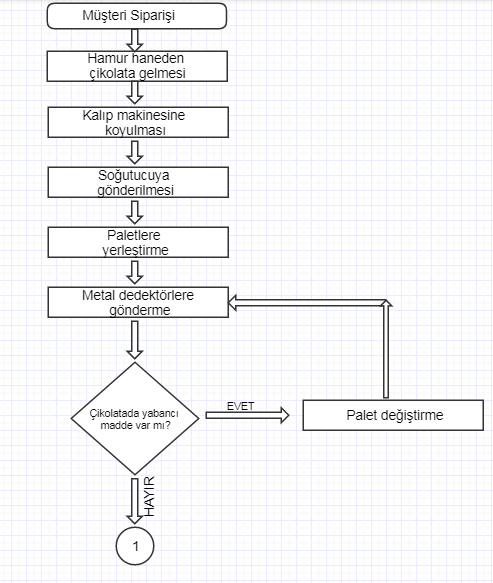 Müşteri Siparişi
Hamur haneden
çikolata gelmesi
Kalıp makinesine
koyulması
Soğutucuya
gönderilmesi
Paletlere
yerleştirme
Metal dedektörlere
gönderme
Çikolatada yabancı
madde var mı?
EVET
Palet değiştirme
HAYIR
1